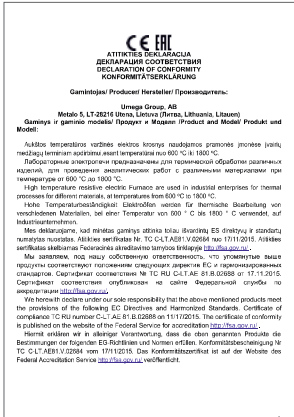 CE EAC
ATITIKTIES DEKLARACIJA
ДЕКЛАРАЦИЯ СООТВЕТСТВИЯ
DECLARATION OF CONFORMITY
KONFORMITÄTSERKLÄRUNG
Gamintojas/ Producer/ Hersteller/ Производитель:
Umega Group, AB
Metalo 5, LT-28216 Utena, Lietuva (Литва, Lithuania, Litauen)
Gaminys ir gaminio modelis/ Продукт и Модель /Product and Model/ Produkt und
Modell:
Aukštos temperatūros varžinės elektros krosnys naudojamos pramonės įmonėse įvairių
medžiagų terminiam apdirbimui esant temperatūrai nuo 600 °C iki 1800 °C.
Лабораторные электропечи предназначены для термической обработки различных
изделий, для проведения аналитических работ с различными материалами при
температуре от 600 °C до 1800 °C.
High temperature resistive electric Furnace are used in industrial enterprises for thermal
processes for different materials, at temperatures from 600 °C to 1800 °C.
Hohe Temperaturbeständigkeit: Elektroöfen werden für thermische Bearbeitung von
verschiedenen Materialien, bei einer Temperatur von 600 ° C bis 1800 ° C verwendet, auf
Industrieunternehmen.
Mes deklaruojame, kad minėtas gaminys atitinka toliau išvardintų ES direktyvų ir standartų
numatytas nuostatas. Atitikties sertifikatas Nr. TC C-LT.AE81.V.02684 nuo 17/11/2015. Atitikties
sertifikatas skelbiamas Federacinės akreditavimo tarnybos tinklapyje http://fsa.gov.ru/.
Мы заявляем, под нашу собственную ответственность, что упомянутые выше
продукты соответствуют положениям следующих директив ЕС и гармонизированных
стандартов. Сертификат соответствия № ТС RU C-LT.AE 81.B.02688 от 17.11.2015.
Сертификат соответствия опубликован на сайте Федеральной службы по
аккредитации http://fsa.gov.ru/.
We herewith declare under our sole responsibility that the above mentioned products meet
the provisions of the following EC Directives and Harmonized Standards. Certificate of
compliance TC RU number C-LT.AE 81.B.02688 on 11/17/2015. The certificate of conformity
is published on the website of the Federal Service for accreditation http://fsa.gov.ru/.
Hiermit erklären wir in alleiniger Verantwortung, dass die oben genannten Produkte die
Bestimmungen der folgenden EG-Richtlinien und Normen erfüllen. Konformitätsbescheinigung Nr
TC C-LT.AE81.V.02584 vom 17/11/2015. Das Konformitätszertifikat ist auf der Website des
Federal Accreditation Service http://fsa.gov.ru/ veröffentlicht.